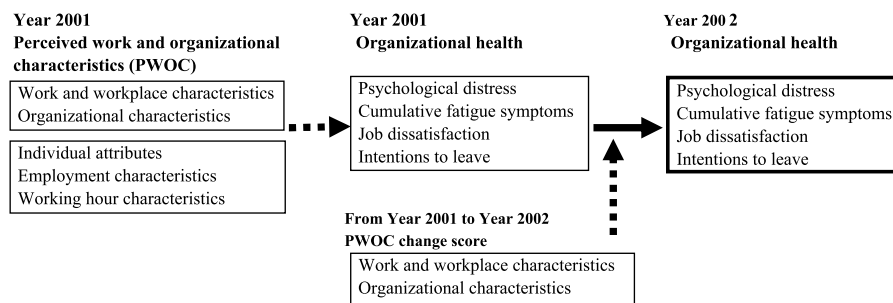 Year 2001
Perceived work and organizational
characteristics (PWOC)
Work and workplace characteristics
Organizational characteristics
Individual attributes
Employment characteristics
Working hour characteristics
Year 2001
Organizational health
Psychological distress
Cumulative fatigue symptoms
Job dissatisfaction
Intentions to leave
From Year 2001 to Year 2002
PWOC change score
Work and workplace characteristics
Organizational characteristics
Year 2002
Organizational health
Psychological distress
Cumulative fatigue symptoms
Job dissatisfaction
Intentions to leave